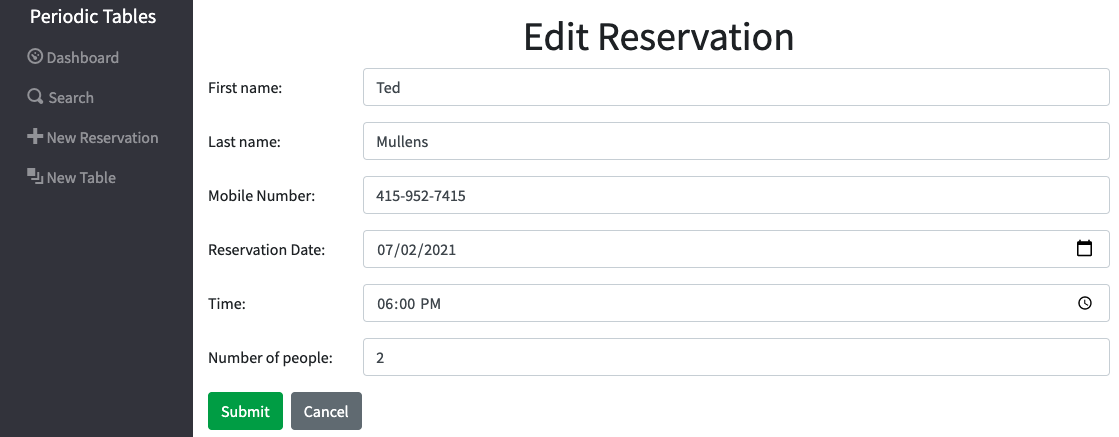 Periodic Tables
Dashboard
Search
New Reservation
New Table
Edit Reservation
First name: Ted
Last name: Mullens
Mobile Number: 415-952-7415
Reservation Date: 07/02/2021
Time: 06:00 PM
Number of people: 2
Submit Cancel